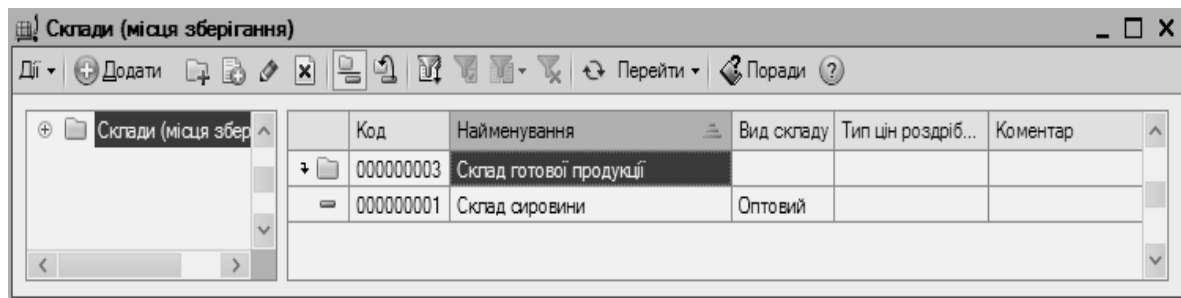 Склади (місця зберігання)
Дії Додати Перейти Поради
Склади (місця збер
Код Найменування Вид складу Тип цін роздріб... Коментар
000000003 Склад готової продукції
000000001 Склад сировини Оптовий